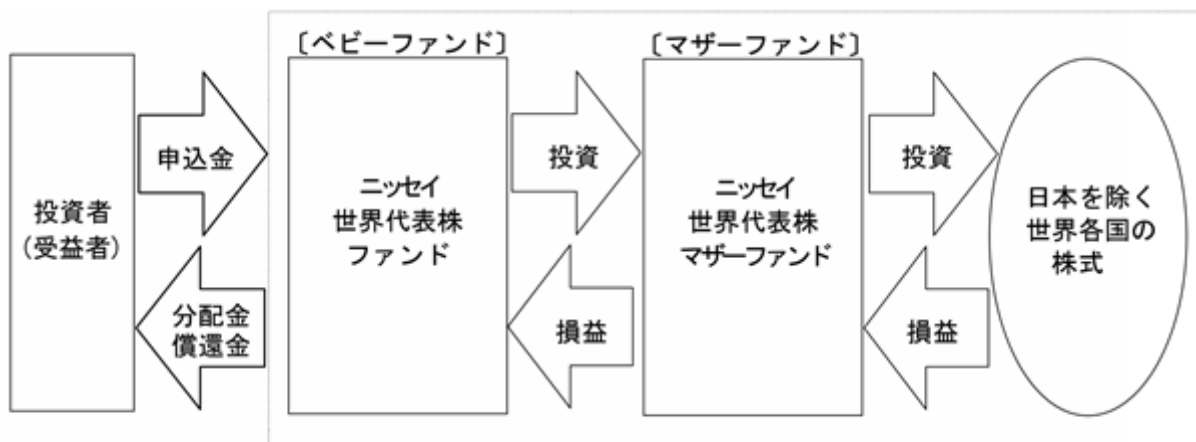 〔ベビーファンド〕
〔マザーファンド〕
投資者
(受益者)
申込金
分配金
償還金
ニッセイ
世界代表株
ファンド
投資
損益
ニッセイ
世界代表株
マザーファンド
投資
損益
日本を除く
世界各国の
株式